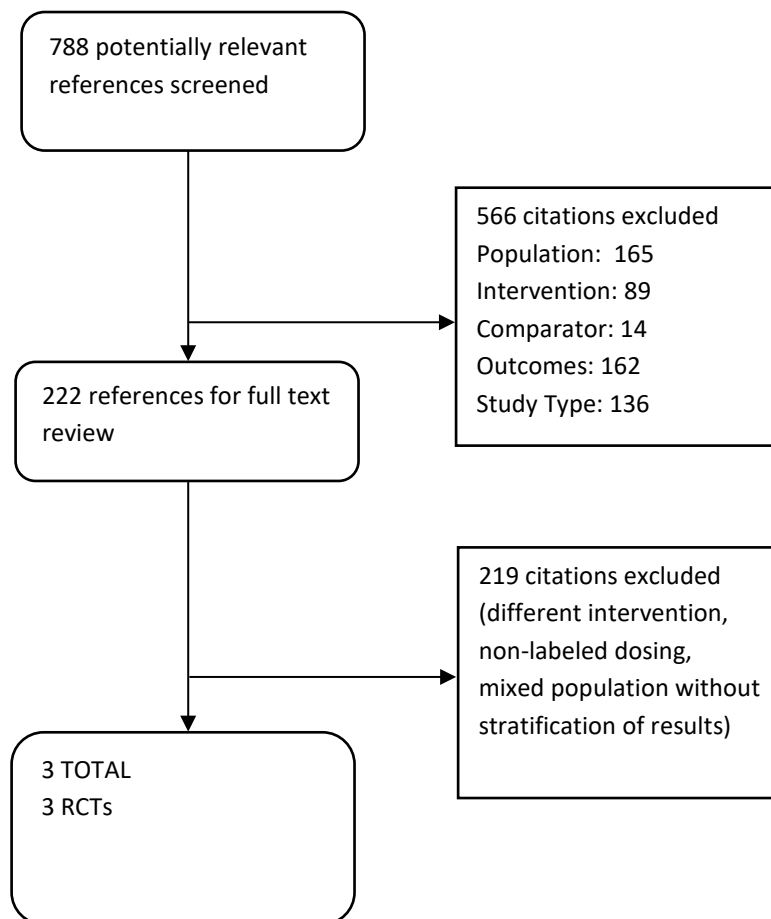 788 potentially relevant
references screened
566 citations excluded
Population:  165
Intervention: 89
Comparator: 14
Outcomes: 162
Study Type: 136
222 references for full text
review
219 citations excluded
(different intervention,
non-labeled dosing,
mixed population without
stratification of results)
3 TOTAL
3 RCTs